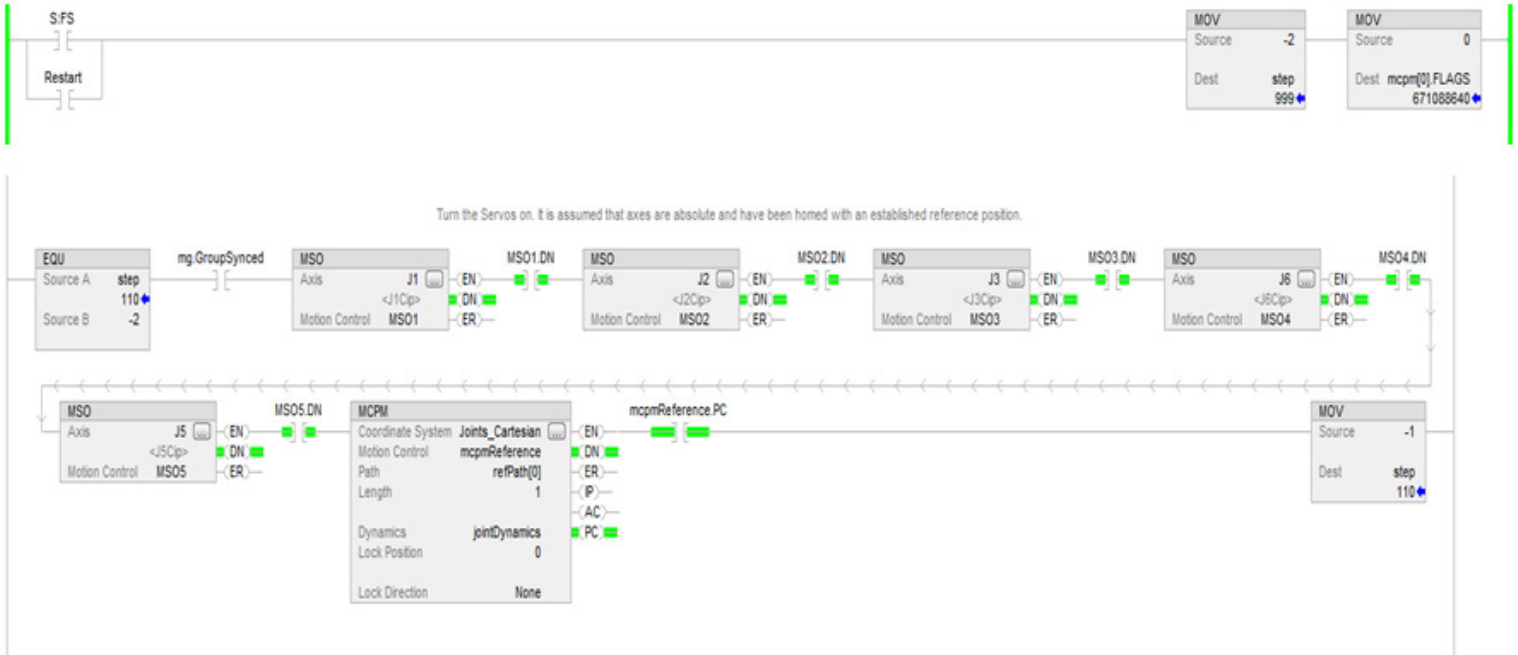 S:FS
Restart
MOV
Source -2
Dest step
999
MOV
Source 0
Dest mcpm[0].FLAGS
671088640
Turn the Servos on. It is assumed that axes are absolute and have been homed with an established reference position.
EQU
Source A step
110
Source B -2
mg.GroupSynced
MSO
Axis J1 ...
<J1Cip>
Motion Control MSO1
EN
DN
ER
MSO1.DN
MSO
Axis J2 ...
<J2Cip>
Motion Control MSO2
EN
DN
ER
MSO2.DN
MSO
Axis J3 ...
<J3Cip>
Motion Control MSO3
EN
DN
ER
MSO3.DN
MSO
Axis J6 ...
<J6Cip>
Motion Control MSO4
EN
DN
ER
MSO4.DN
MSO
Axis J5 ...
<J5Cip>
Motion Control MSO5
EN
DN
ER
MSO5.DN
MCPM
Coordinate System Joints_Cartesian ...
Motion Control mcpmReference
Path refPath[0]
Length 1
Dynamics jointDynamics
Lock Position 0
Lock Direction None
EN
DN
ER
IP
AC
PC
mcpmReference.PC
MOV
Source -1
Dest step
110